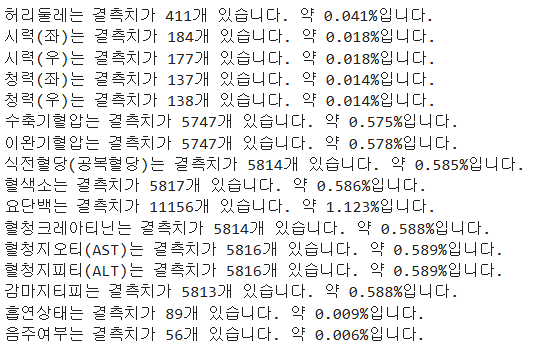 허리둘레는 결측치가 411개 있습니다. 약 0.041%입니다.
시력(좌)는 결측치가 184개 있습니다. 약 0.018%입니다.
시력(우)는 결측치가 177개 있습니다. 약 0.018%입니다.
청력(좌)는 결측치가 137개 있습니다. 약 0.014%입니다.
청력(우)는 결측치가 138개 있습니다. 약 0.014%입니다.
수축기혈압는 결측치가 5747개 있습니다. 약 0.575%입니다.
이완기혈압는 결측치가 5747개 있습니다. 약 0.578%입니다.
식전혈당(공복혈당)는 결측치가 5814개 있습니다. 약 0.585%입니다.
혈색소는 결측치가 5817개 있습니다. 약 0.586%입니다.
요단백는 결측치가 11156개 있습니다. 약 1.123%입니다.
혈청크레아티닌는 결측치가 5814개 있습니다. 약 0.588%입니다.
혈청지오티(AST)는 결측치가 5816개 있습니다. 약 0.589%입니다.
혈청지피티(ALT)는 결측치가 5816개 있습니다. 약 0.589%입니다.
감마지티피는 결측치가 5813개 있습니다. 약 0.588%입니다.
흡연상태는 결측치가 89개 있습니다. 약 0.009%입니다.
음주여부는 결측치가 56개 있습니다. 약 0.006%입니다.